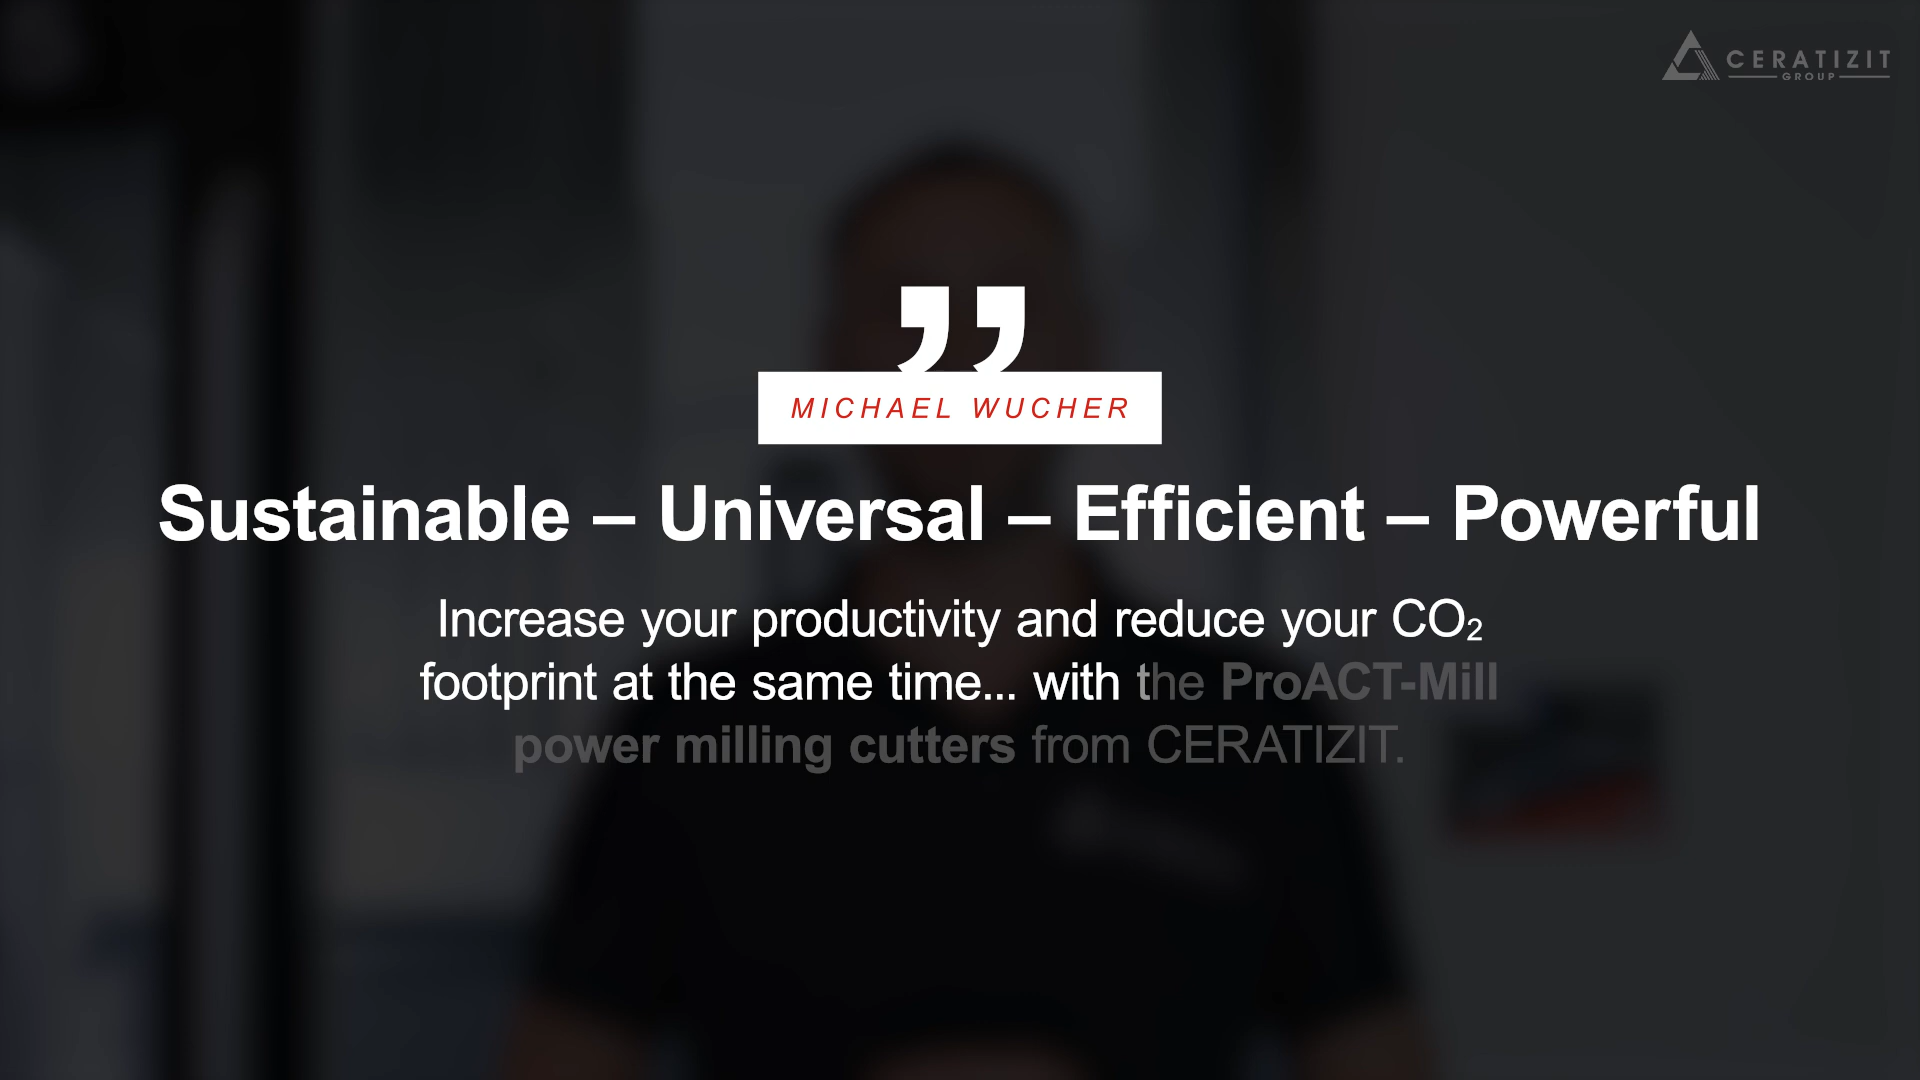 CERATIZIT
GROUP
”
MICHAEL WUCHER
Sustainable – Universal – Efficient – Powerful
Increase your productivity and reduce your CO₂
footprint at the same time... with the ProACT-Mill
power milling cutters from CERATIZIT.